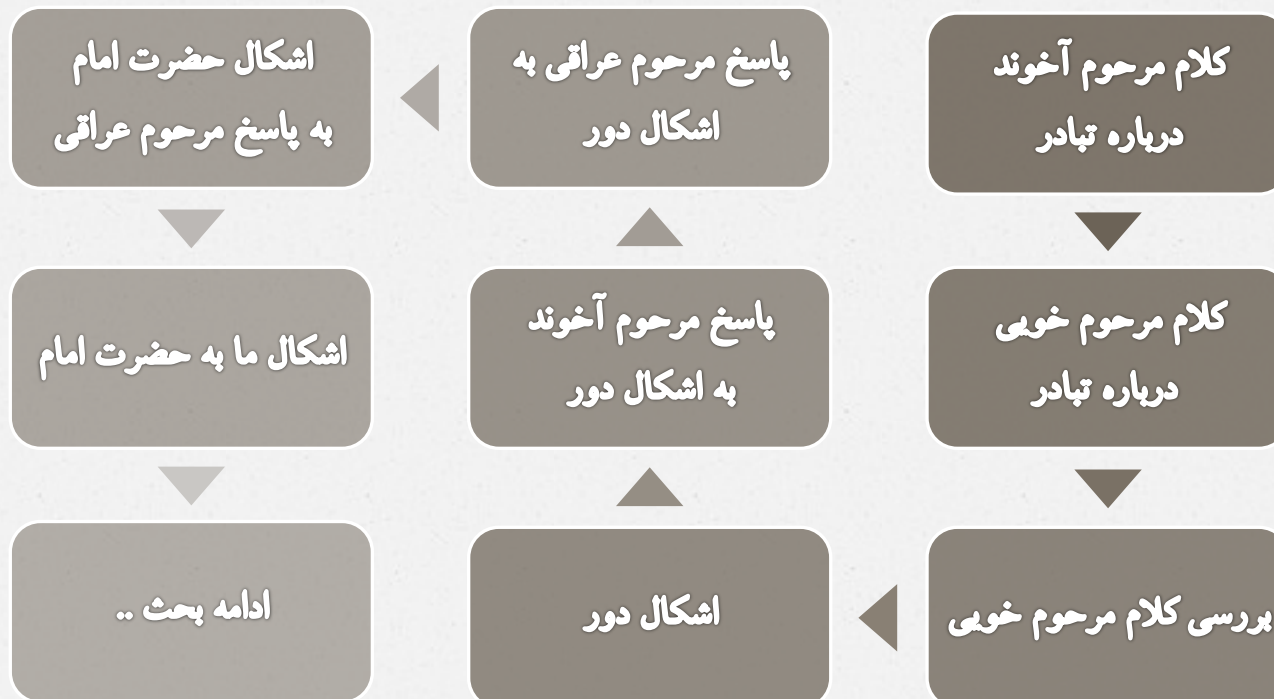 کلام مرحوم آخوند
درباره تبادر
کلام مرحوم خویی
درباره تبادر
بررسی کلام مرحوم خویی
اشکال دور
پاسخ مرحوم آخوند
به اشکال دور
پاسخ مرحوم عراقی به
اشکال دور
اشکال حضرت امام
به پاسخ مرحوم عراقی
اشکال ما به حضرت امام
ادامه بحث ..